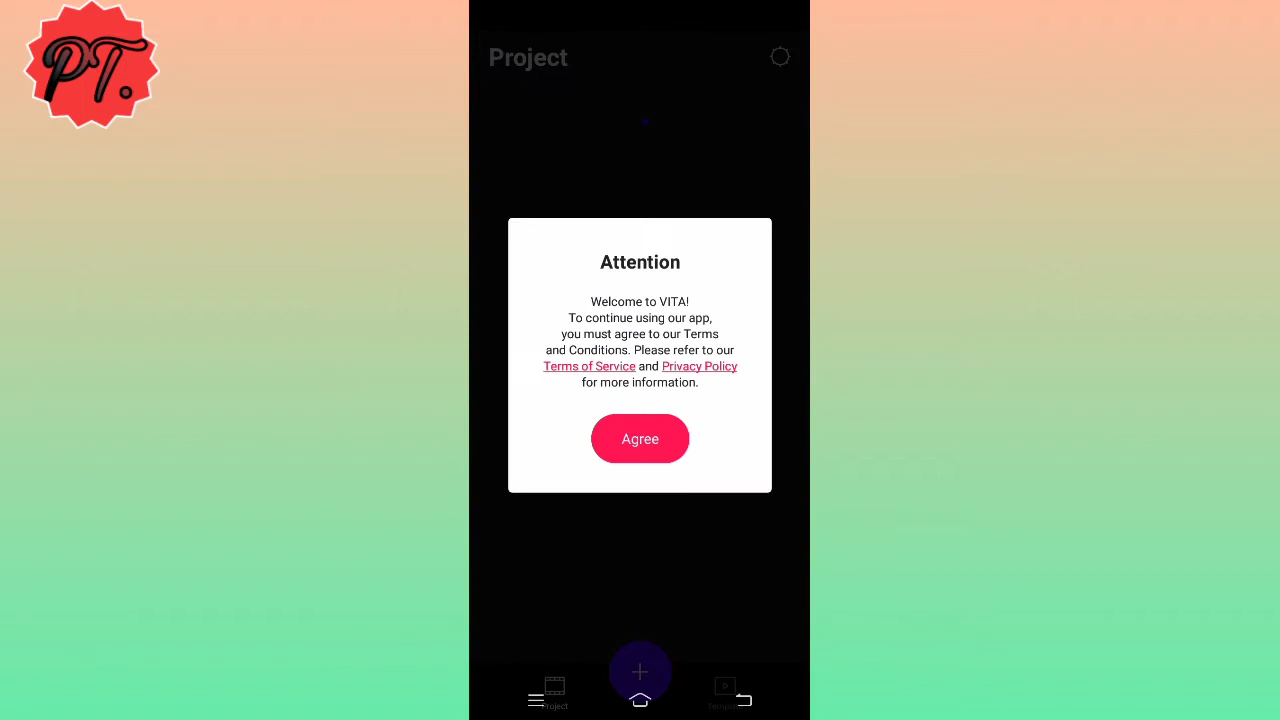 PT.
Project
Attention
Welcome to VITA!
To continue using our app,
you must agree to our Terms
and Conditions. Please refer to our
Terms of Service and Privacy Policy
for more information.
Agree
Project